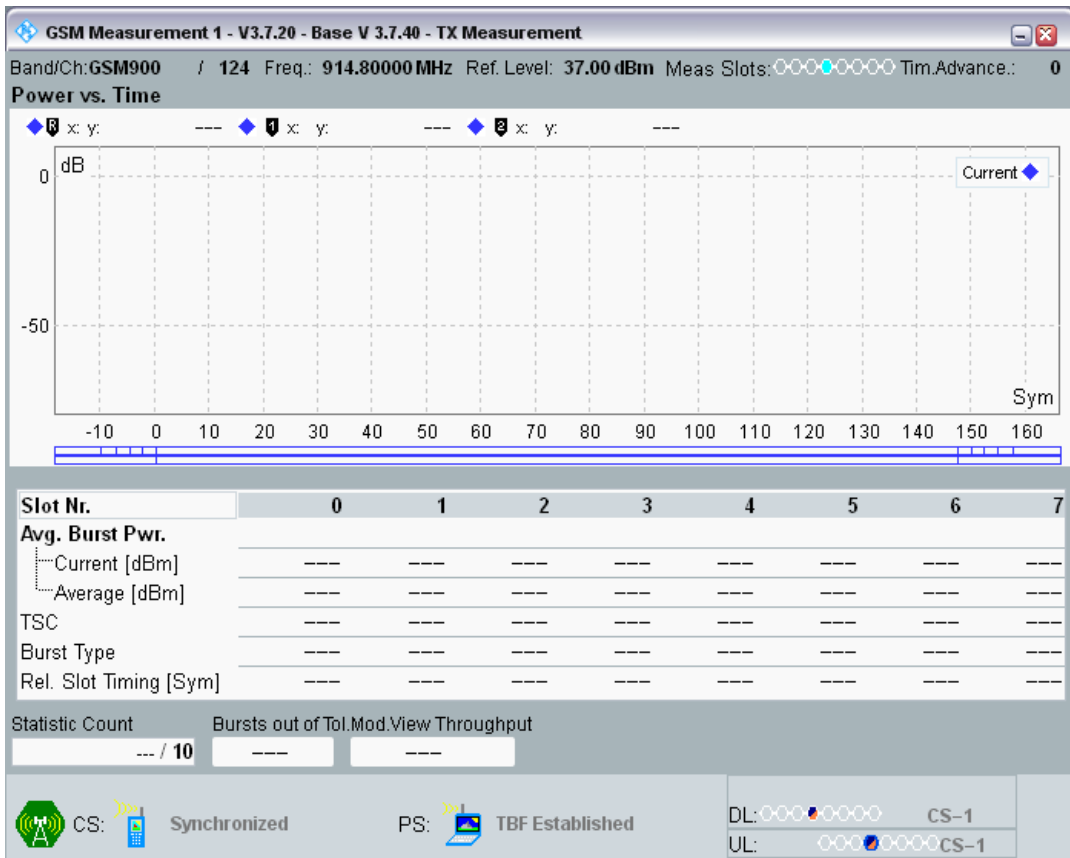 GSM Measurement 1 - V3.7.20 - Base V 3.7.40 - TX Measurement
Band/Ch:GSM900 / 124 Freq.: 914.80000 MHz Ref. Level: 37.00 dBm Meas Slots: Tim.Advance.: 0
Power vs. Time
R x: y: --- 1 x: y: --- 2 x: y: ---
dB
Current
0
-50
Sym
-10 0 10 20 30 40 50 60 70 80 90 100 110 120 130 140 150 160
Slot Nr. 0 1 2 3 4 5 6 7
Avg. Burst Pwr.
Current [dBm] --- --- --- --- --- --- --- ---
Average [dBm] --- --- --- --- --- --- --- ---
TSC --- --- --- --- --- --- --- ---
Burst Type --- --- --- --- --- --- --- ---
Rel. Slot Timing [Sym] --- --- --- --- --- --- --- ---
Statistic Count Bursts out of Tol.Mod.View Throughput
--- / 10 --- ---
CS: Synchronized PS: TBF Established
DL: CS-1
UL: CS-1